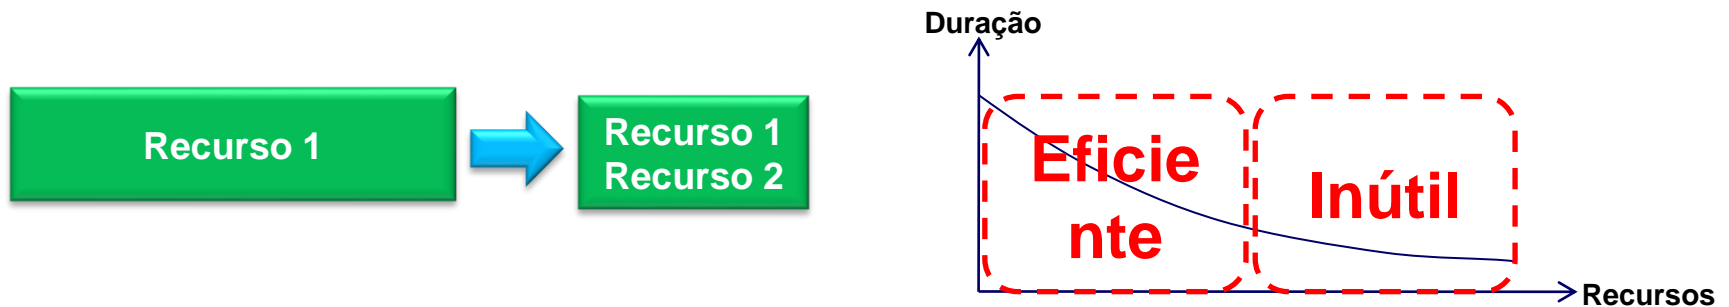 Recurso 1
Recurso 1
Recurso 2
Duração
Eficie
nte
Inútil
Recursos